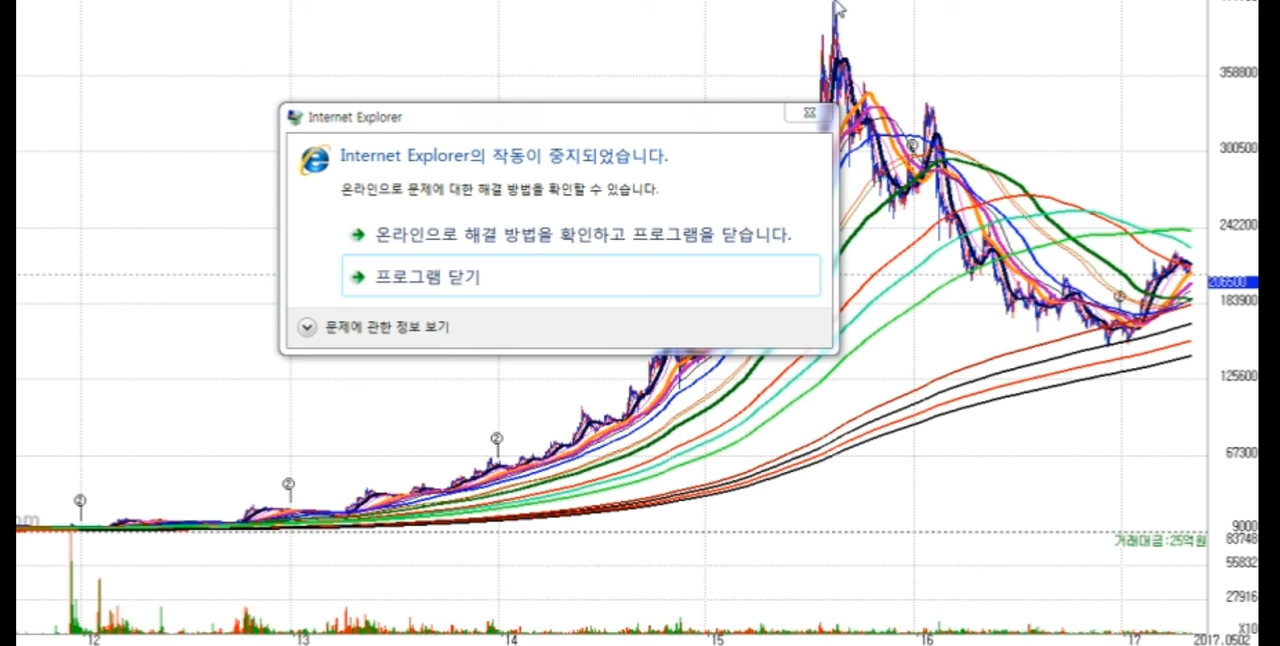 358800
Internet Explorer
Internet Explorer의 작동이 중지되었습니다.
온라인으로 문제에 대한 해결 방법을 확인할 수 있습니다.
온라인으로 해결 방법을 확인하고 프로그램을 닫습니다.
프로그램 닫기
문제에 관한 정보 보기
300500
②
242200
206500
183900
②
125600
②
67300
②
②
9000
거래대금:25억원
83748
55832
27916
X10
'12
'13
'14
'15
'16
'17
2017.0502